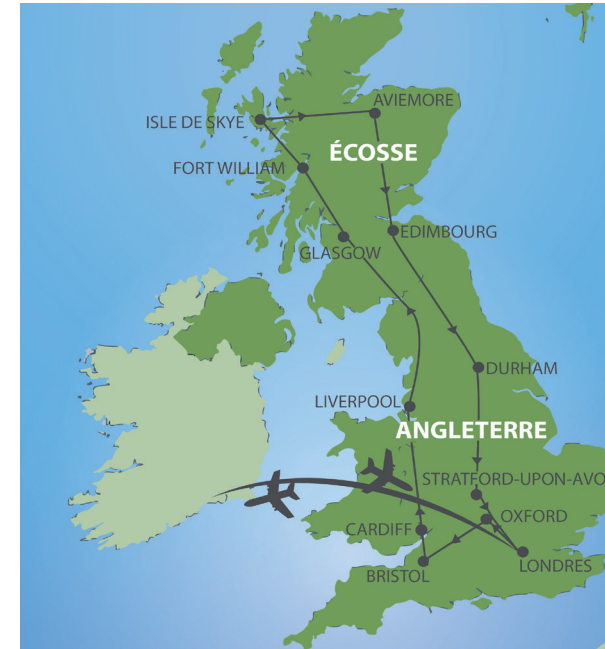 AVIEMORE
ISLE DE SKYE
ÉCOSSE
FORT WILLIAM
EDIMBOURG
GLASGOW
DURHAM
LIVERPOOL
ANGLETERRE
STRATFORD-UPON-AVO
OXFORD
CARDIFF
LONDRES
BRISTOL